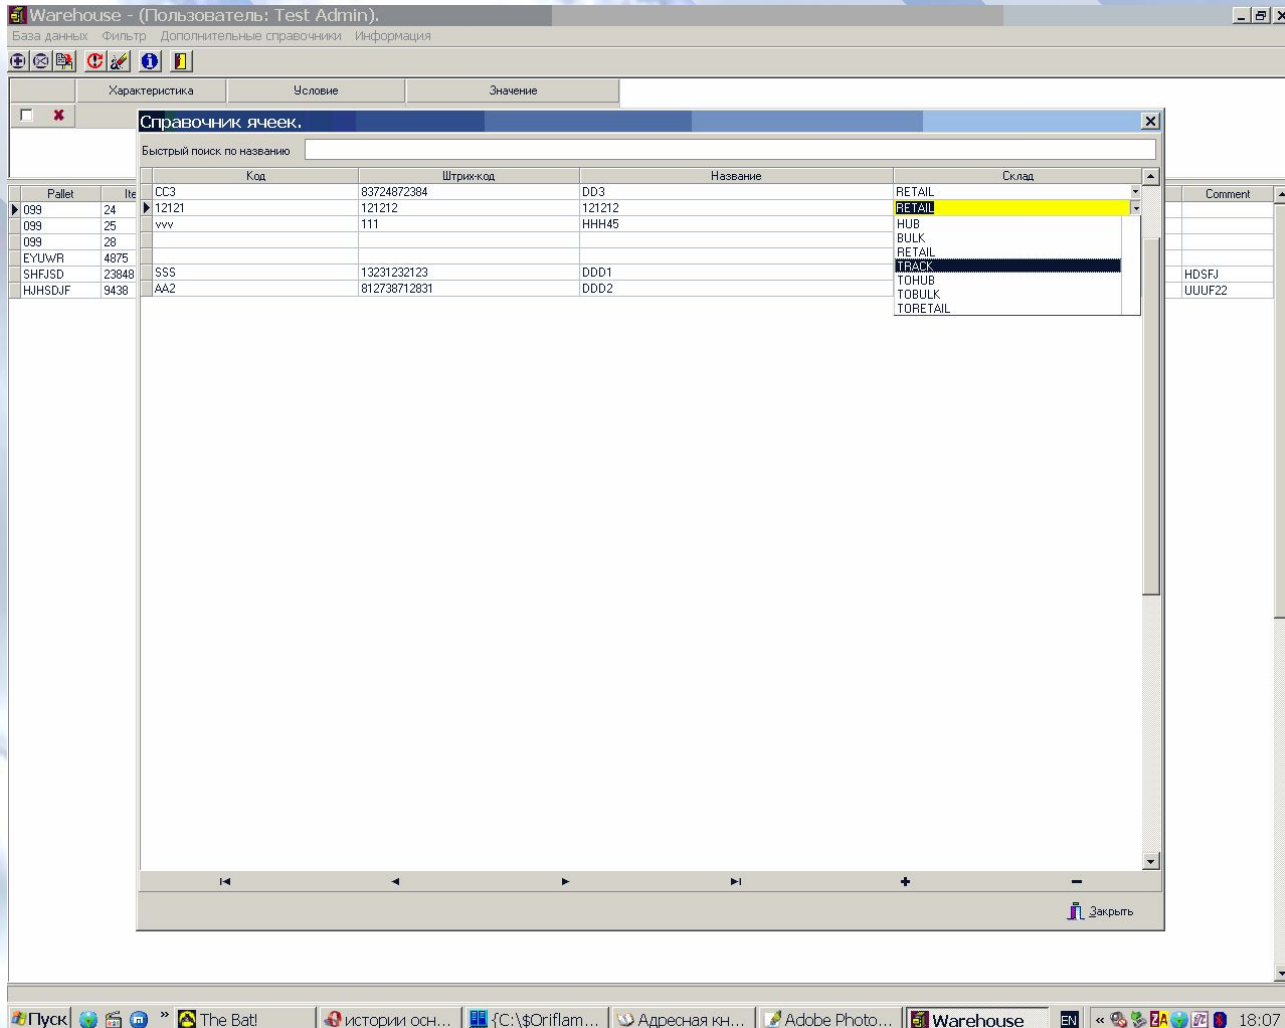 Warehouse - (Пользователь: Test Admin).
База данных Фильтр Дополнительные справочники Информация
Характеристика Условие Значение
Справочник ячеек.
Быстрый поиск по названию
Код Штрих-код Название Склад
CC3 83724872384 DD3 RETAIL
12121 121212 121212 RETAIL
vvv 111 HHH45
SSS 13231232123 DDD1
AA2 812738712831 DDD2
HUB
BULK
RETAIL
TRACK
TOHUB
TOBULK
TORETAIL
Pallet Ite Comment
099 24
099 25
099 28
EYUWR 4875
SHFJSD 23848 HDSFJ
HJHSDJF 9438 UUUF22
Закрыть
Пуск » The Bat! истории осн... {C:\$Oriflam... Адресная кн... Adobe Photo... Warehouse EN « ZA 18:07